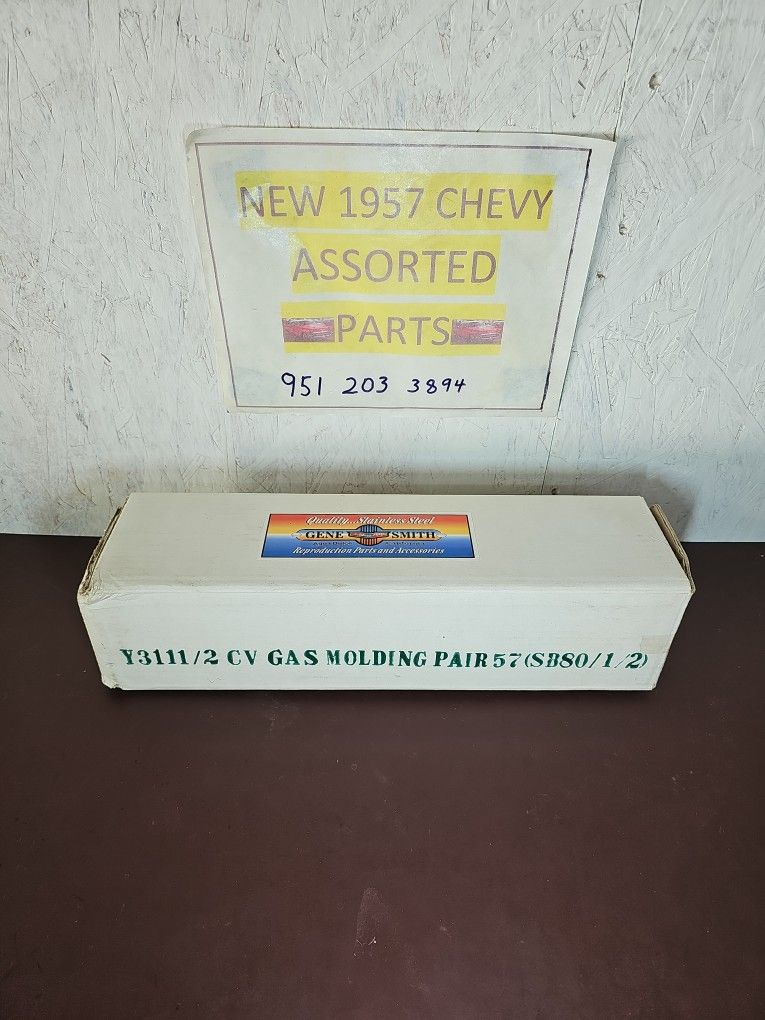 NEW 1957 CHEVY
ASSORTED
PARTS
951 203 3894
Quality...Stainless Steel
GENE SMITH
Reproduction Parts and Accessories
Y3111/2 CV GAS MOLDING PAIR 57 (SB80/1/2)